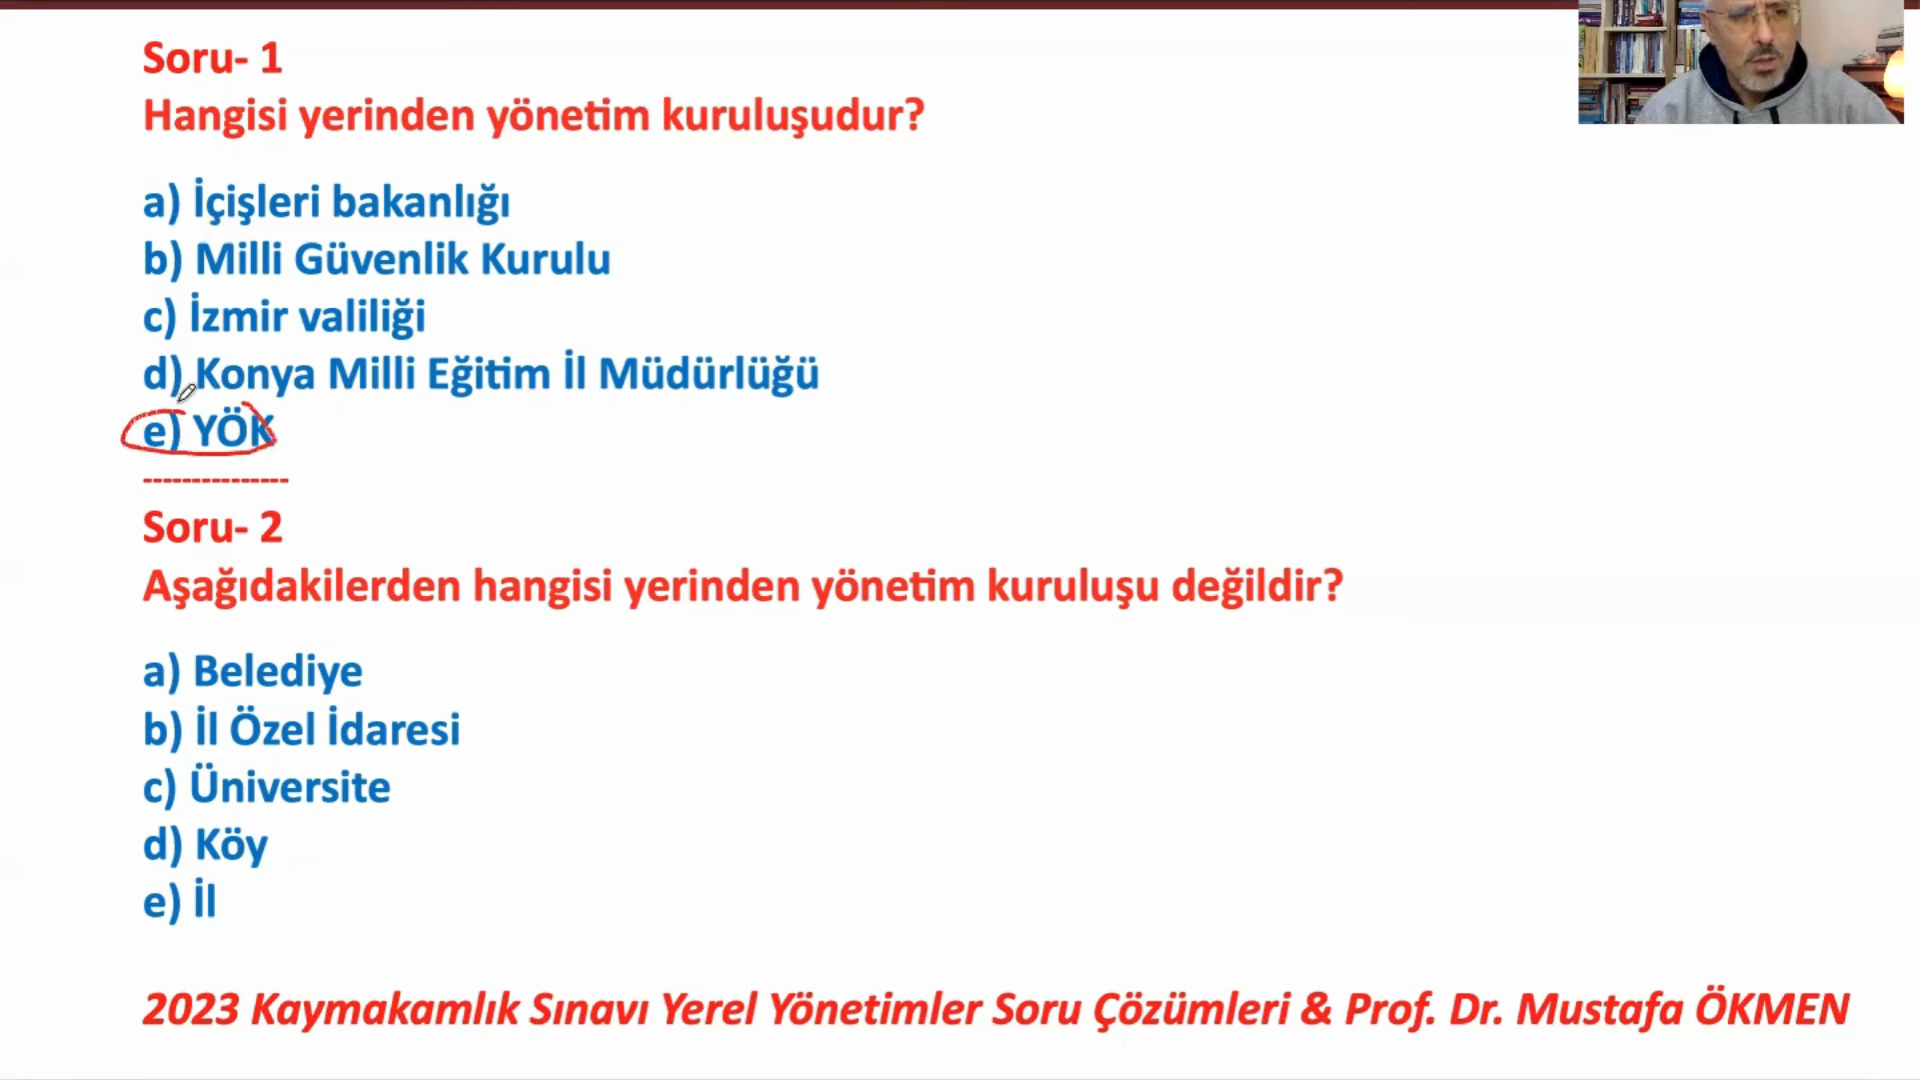 Soru- 1
Hangisi yerinden yönetim kuruluşudur?
a) İçişleri bakanlığı
b) Milli Güvenlik Kurulu
c) İzmir valiliği
d) Konya Milli Eğitim İl Müdürlüğü
e) YÖK
---------------
Soru- 2
Aşağıdakilerden hangisi yerinden yönetim kuruluşu değildir?
a) Belediye
b) İl Özel İdaresi
c) Üniversite
d) Köy
e) İl
2023 Kaymakamlık Sınavı Yerel Yönetimler Soru Çözümleri & Prof. Dr. Mustafa ÖKMEN